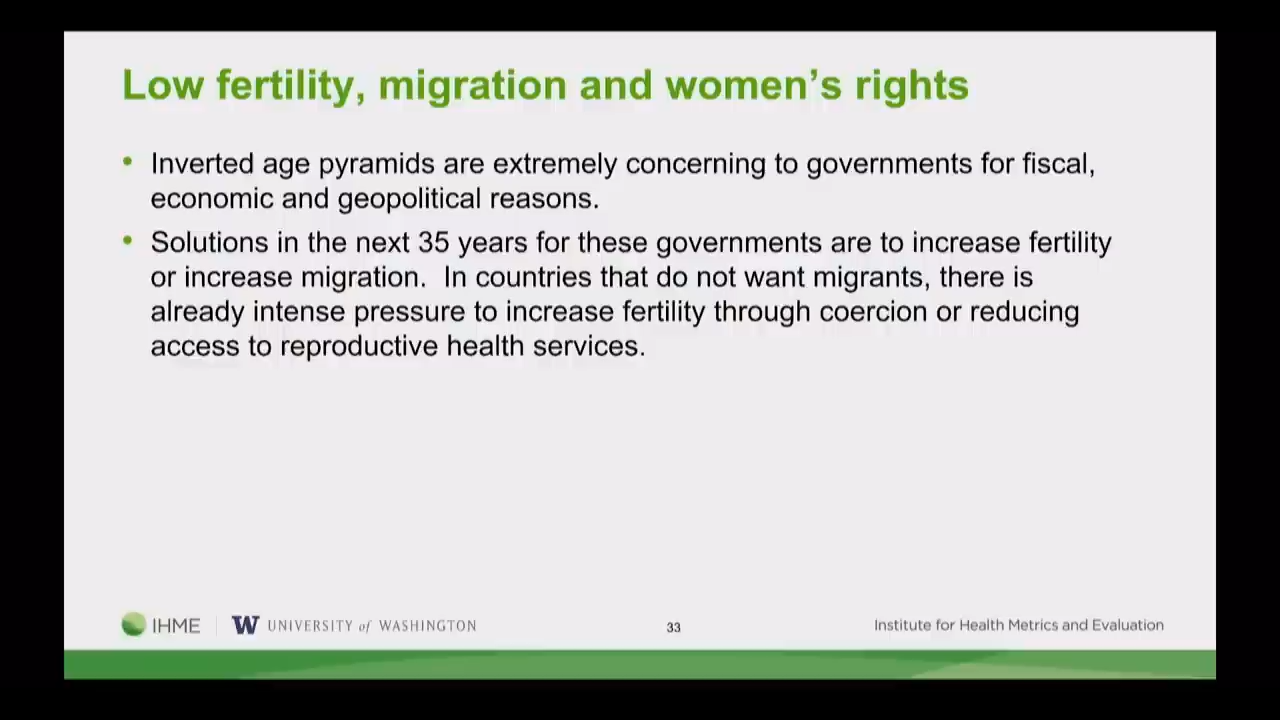 Low fertility, migration and women's rights
• Inverted age pyramids are extremely concerning to governments for fiscal,
economic and geopolitical reasons.
• Solutions in the next 35 years for these governments are to increase fertility
or increase migration.  In countries that do not want migrants, there is
already intense pressure to increase fertility through coercion or reducing
access to reproductive health services.
IHME W UNIVERSITY of WASHINGTON 33 Institute for Health Metrics and Evaluation